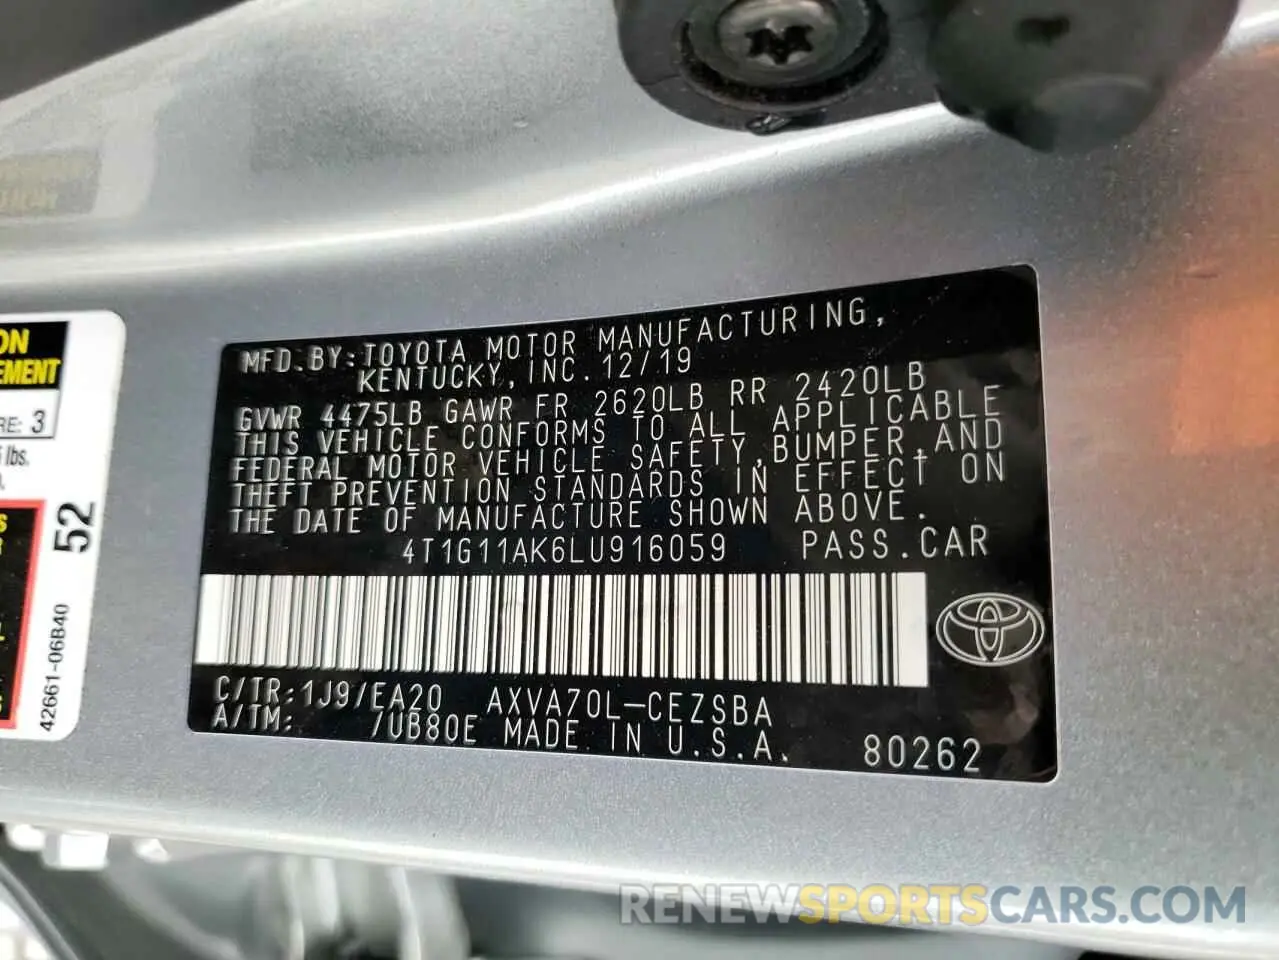 MFD.BY:TOYOTA MOTOR MANUFACTURING,
KENTUCKY, INC. 12/19
GVWR 4475LB GAWR FR 2620LB RR 2420LB
THIS VEHICLE CONFORMS TO ALL APPLICABLE
FEDERAL MOTOR VEHICLE SAFETY,BUMPER,AND
THEFT PREVENTION STANDARDS IN EFFECT ON
THE DATE OF MANUFACTURE SHOWN ABOVE.
4T1G11AK6LU916059 PASS.CAR
C/TR:1J9/EA20 AXVA70L-CEZSBA
A/TM: /UB80E MADE IN U.S.A. 80262
RE: 3
lbs.
52
42661-06B40
RENEWSPORTSCARS.COM